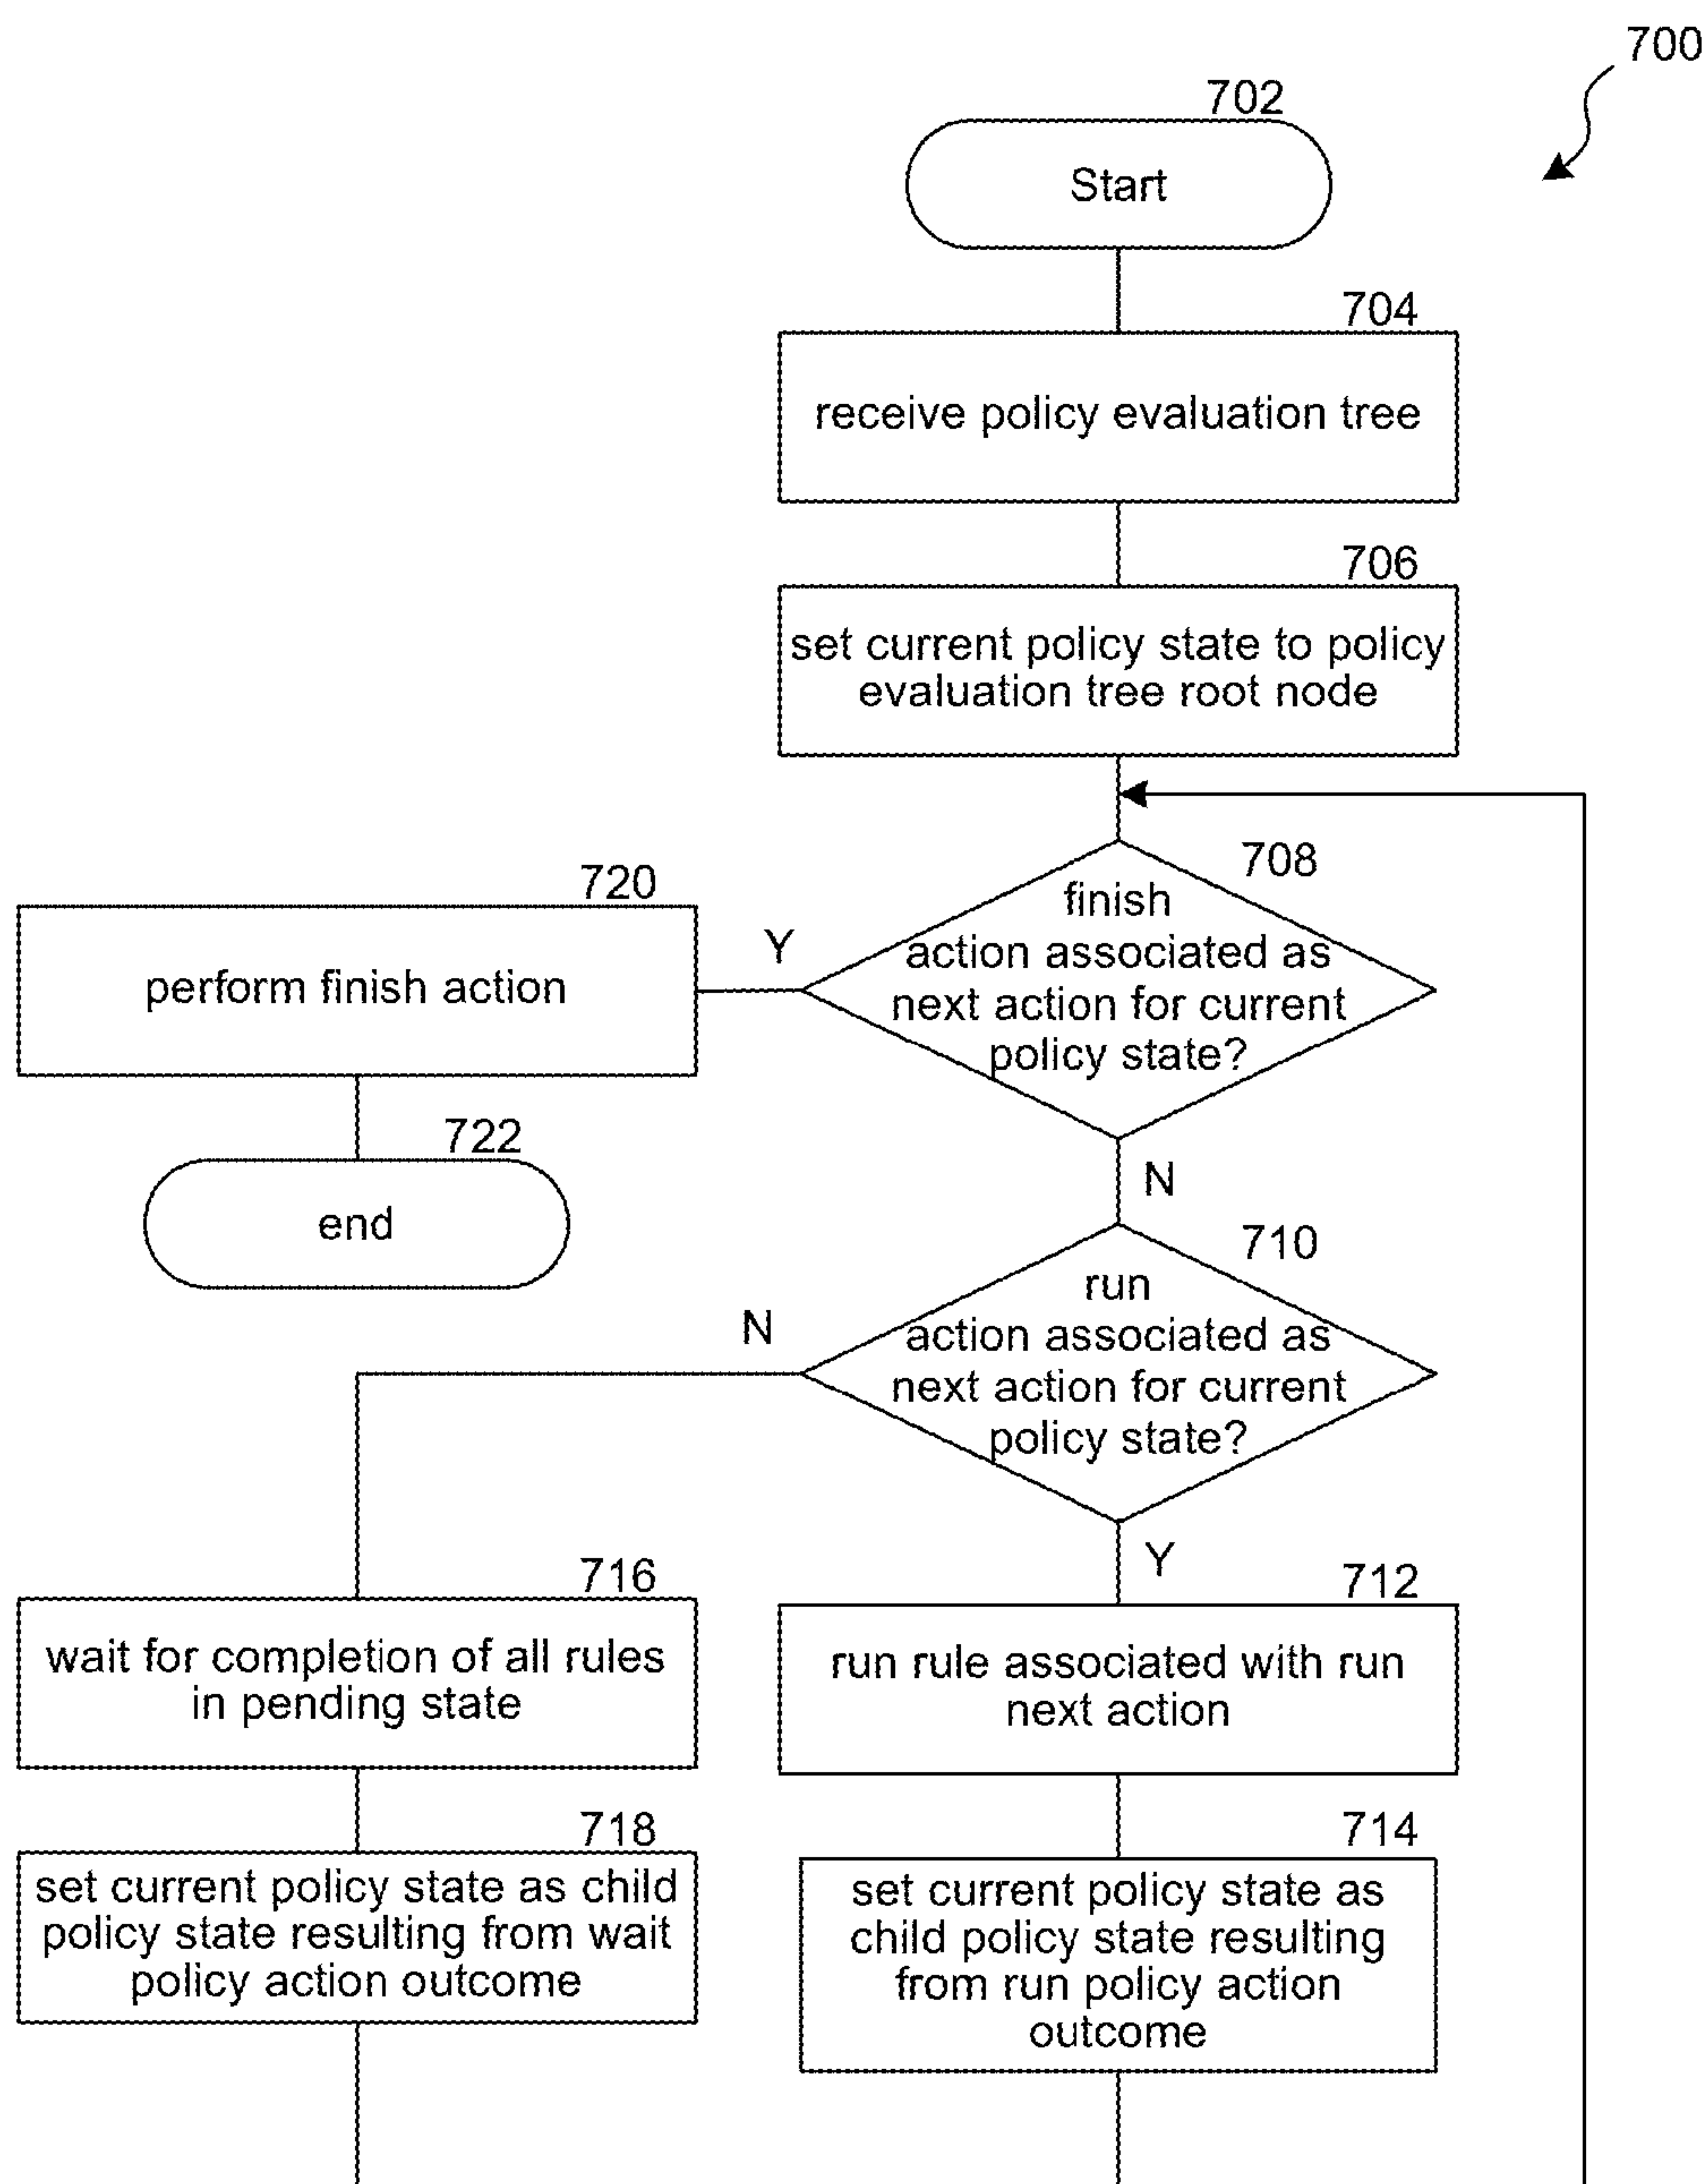 700
702
Start
704
receive policy evaluation tree
706
set current policy state to policy
evaluation tree root node
708
finish
action associated as
next action for current
policy state?
Y
720
perform finish action
722
end
N
710
run
action associated as
next action for current
policy state?
N
Y
716
wait for completion of all rules
in pending state
712
run rule associated with run
next action
718
set current policy state as child
policy state resulting from wait
policy action outcome
714
set current policy state as
child policy state resulting
from run policy action
outcome